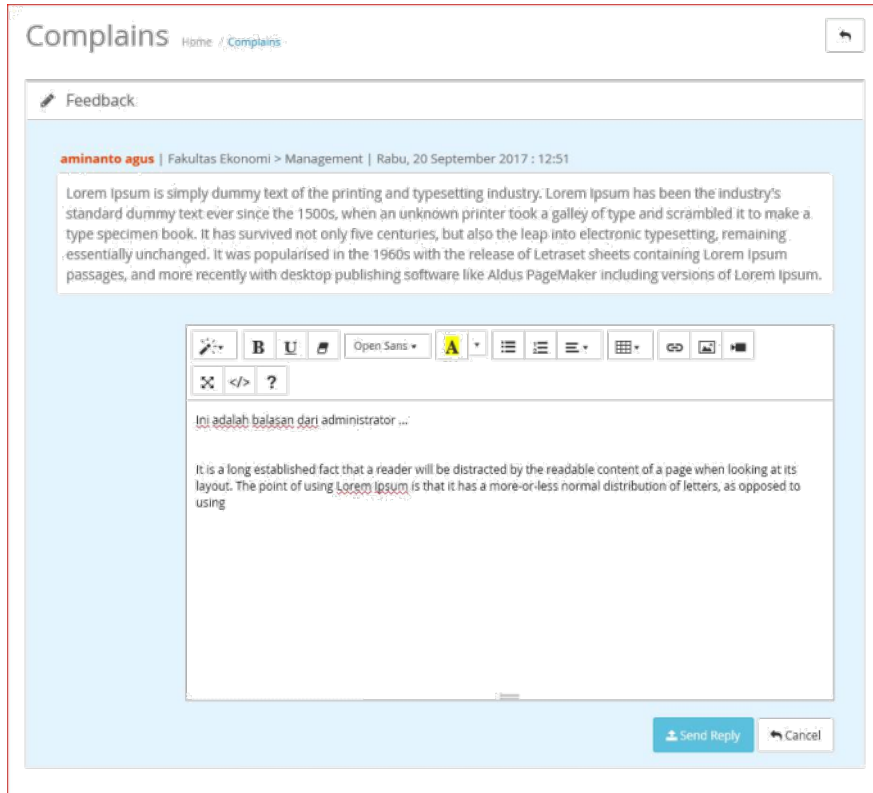 Complains Home / Complains
Feedback
aminanto agus | Fakultas Ekonomi > Management | Rabu, 20 September 2017 : 12:51
Lorem Ipsum is simply dummy text of the printing and typesetting industry. Lorem Ipsum has been the industry's
standard dummy text ever since the 1500s, when an unknown printer took a galley of type and scrambled it to make a
type specimen book. It has survived not only five centuries, but also the leap into electronic typesetting, remaining
essentially unchanged. It was popularised in the 1960s with the release of Letraset sheets containing Lorem Ipsum
passages, and more recently with desktop publishing software like Aldus PageMaker including versions of Lorem Ipsum.
B U Open Sans A
</> ?
Ini adalah balasan dari administrator ...
It is a long established fact that a reader will be distracted by the readable content of a page when looking at its
layout. The point of using Lorem Ipsum is that it has a more-or-less normal distribution of letters, as opposed to
using
Send Reply Cancel